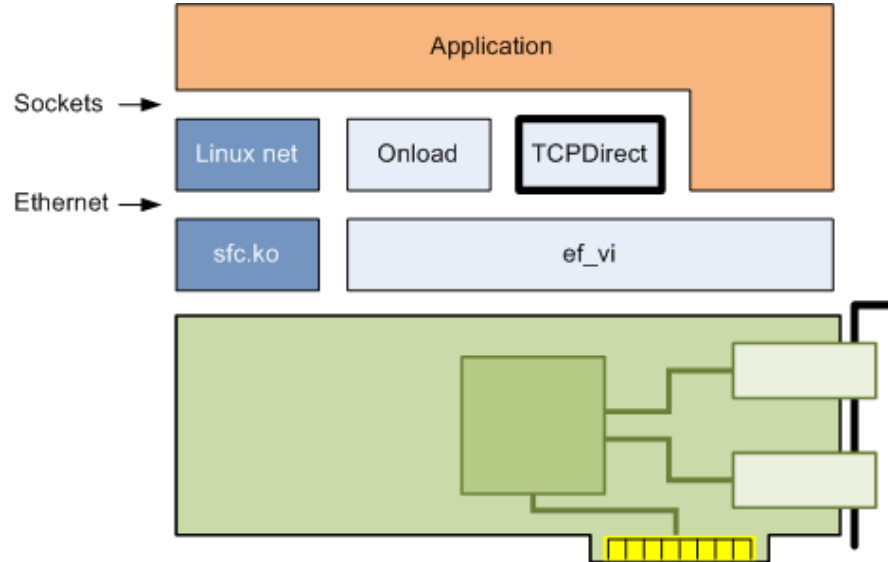 Application
Sockets
Linux net
Onload
TCPDirect
Ethernet
sfc.ko
ef_vi